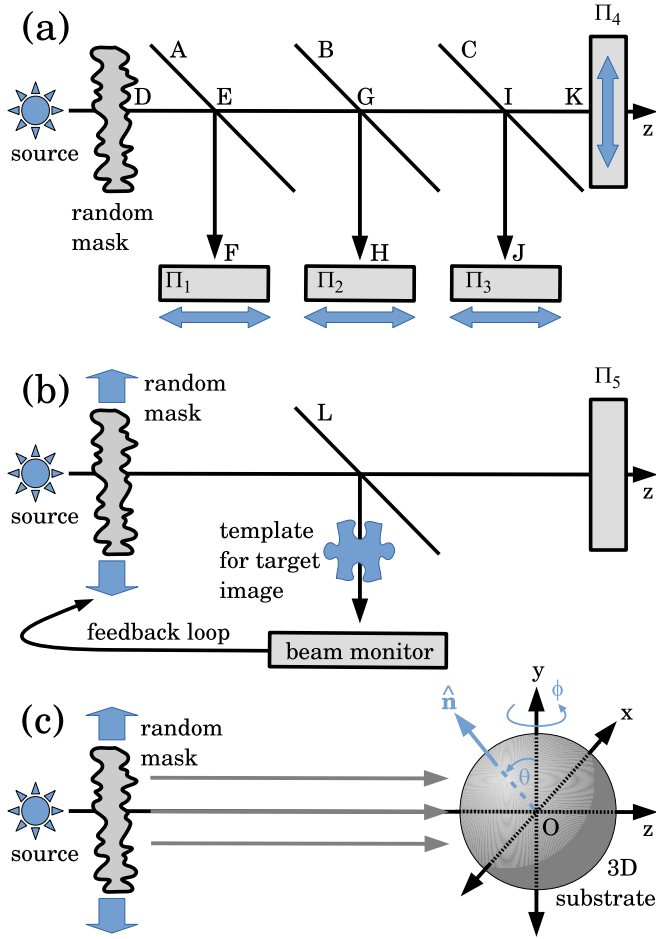 (a)
A
B
C
Π4
D
E
G
I
K
z
source
random
mask
F
H
J
Π1
Π2
Π3
(b)
random
mask
L
Π5
source
z
template
for target
image
feedback loop
beam monitor
(c)
random
mask
n̂
y
ϕ
x
θ
source
O
z
3D
substrate